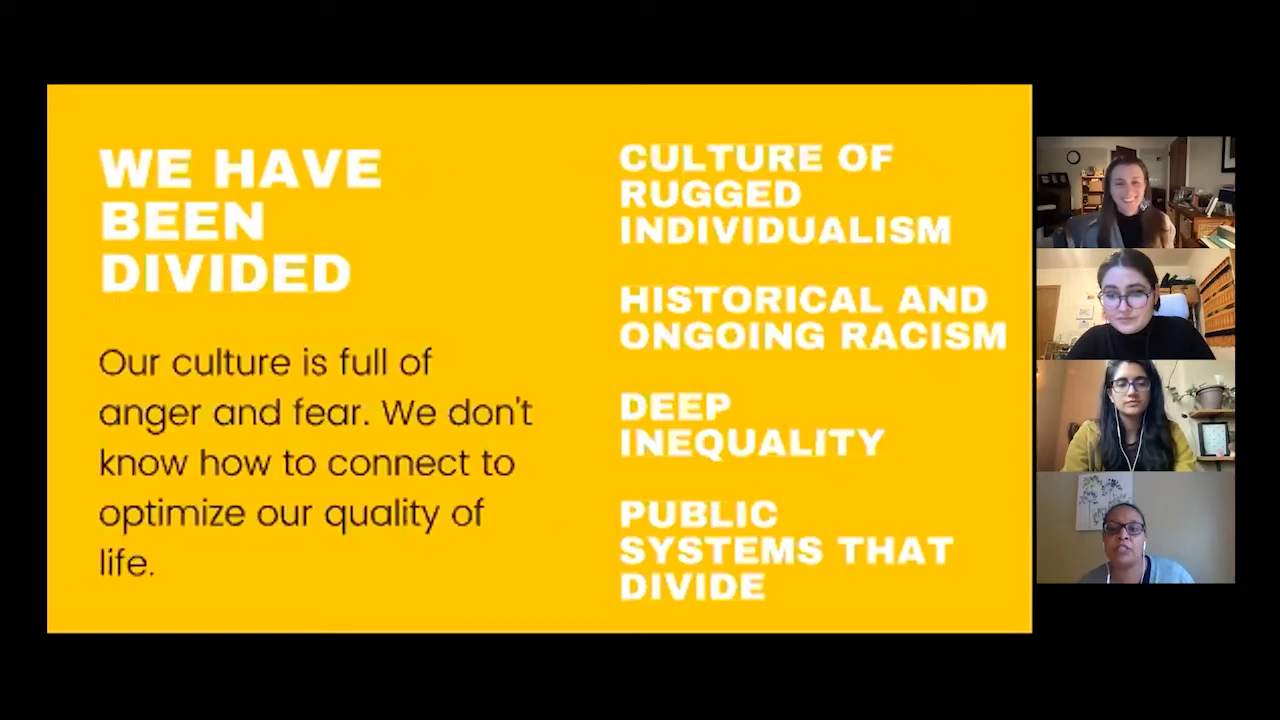 WE HAVE
BEEN
DIVIDED
Our culture is full of
anger and fear. We don't
know how to connect to
optimize our quality of
life.
CULTURE OF
RUGGED
INDIVIDUALISM
HISTORICAL AND
ONGOING RACISM
DEEP
INEQUALITY
PUBLIC
SYSTEMS THAT
DIVIDE